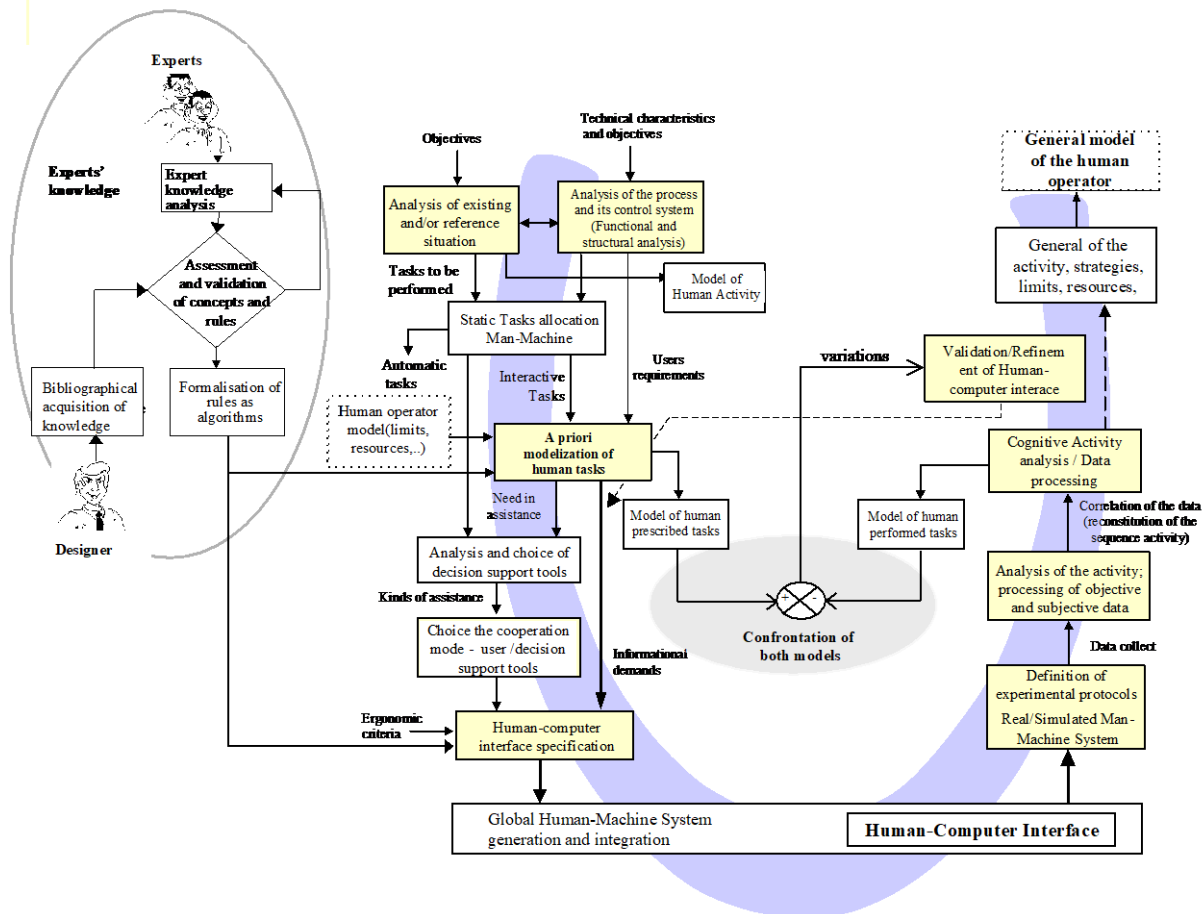 Experts
Experts'
knowledge
Expert
knowledge
analysis
Assessment
and validation
of concepts and
rules
Bibliographical
acquisition of
knowledge
Formalisation of
rules as
algorithms
Designer
Objectives
Technical characteristics
and objectives
Analysis of existing
and/or reference
situation
Analysis of the process
and its control system
(Functional and
structural analysis)
Tasks to be
performed
Model of
Human Activity
Static Tasks allocation
Man-Machine
Automatic
tasks
Interactive
Tasks
Users
requirements
Human operator
model(limits,
resources,..)
A priori
modelization of
human tasks
Need in
assistance
Model of human
prescribed tasks
Model of human
performed tasks
Analysis and choice of
decision support tools
Kinds of assistance
Choice the cooperation
mode - user /decision
support tools
Informational
demands
+
-
Confrontation of
both models
Ergonomic
criteria
Human-computer
interface specification
Global Human-Machine System
generation and integration
Human-Computer Interface
General model
of the human
operator
General of the
activity, strategies,
limits, resources,
variations
Validation/Refinem
ent of Human-
computer interace
Cognitive Activity
analysis / Data
processing
Correlation of the data
(reconstitution of the
sequence activity)
Analysis of the activity;
processing of objective
and subjective data
Data collect
Definition of
experimental protocols
Real/Simulated Man-
Machine System